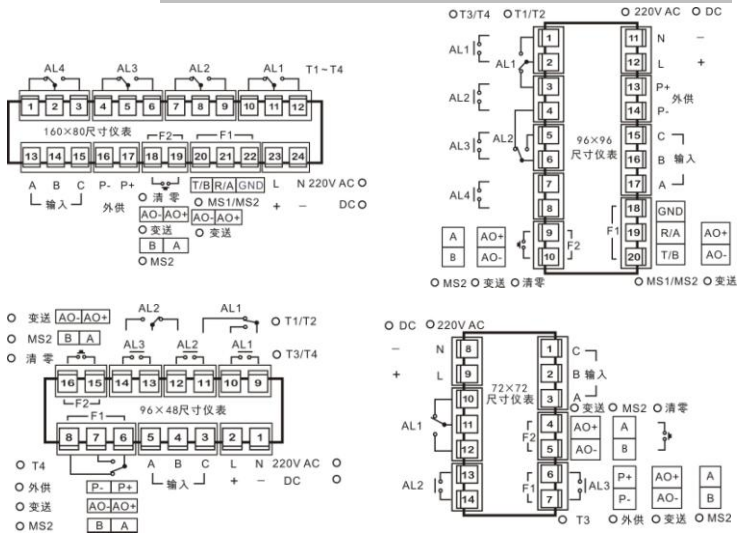 AL4 AL3 AL2 AL1 T1~T4
1 2 3 4 5 6 7 8 9 10 11 12
160×80尺寸仪表 F2 F1
13 14 15 16 17 18 19 20 21 22 23 24
A B C P- P+ T/B R/A GND L N 220V AC
输入 外供 清零 MS1/MS2 + − DC
AO- AO+ AO- AO+
变送 变送
B A
MS2
T3/T4 T1/T2 220V AC DC
1 11 N −
AL1 AL1 2 12 L +
3 13 P+
AL2 4 14 P- 外供
AL3 AL2 5 15 C
96×96
尺寸仪表
6 16 B 输入
7 17 A
AL4 8 18 GND
A AO+ 9 F2 F1 19 R/A AO+
B AO- 10 20 T/B AO-
MS2 变送 清零 MS1/MS2 变送
变送 AO- AO+ AL2 AL1 T1/T2
MS2 B A
清零 AL3 AL2 AL1 T3/T4
16 15 14 13 12 11 10 9
F2
F1 96×48尺寸仪表
8 7 6 5 4 3 2 1
T4 A B C L N 220V AC
外供 P- P+ 输入 + − DC
变送 AO- AO+
MS2 B A
DC 220V AC
− N 8 1 C
+ L 9 2 B 输入
72×72
尺寸仪表
10 3 A
变送 MS2 清零
AL1 11 F2 4 AO+ A
12 5 AO- B
AL2 13 F1 6 AL3 P+ AO+ A
14 7 P- AO- B
T3 外供 变送 MS2